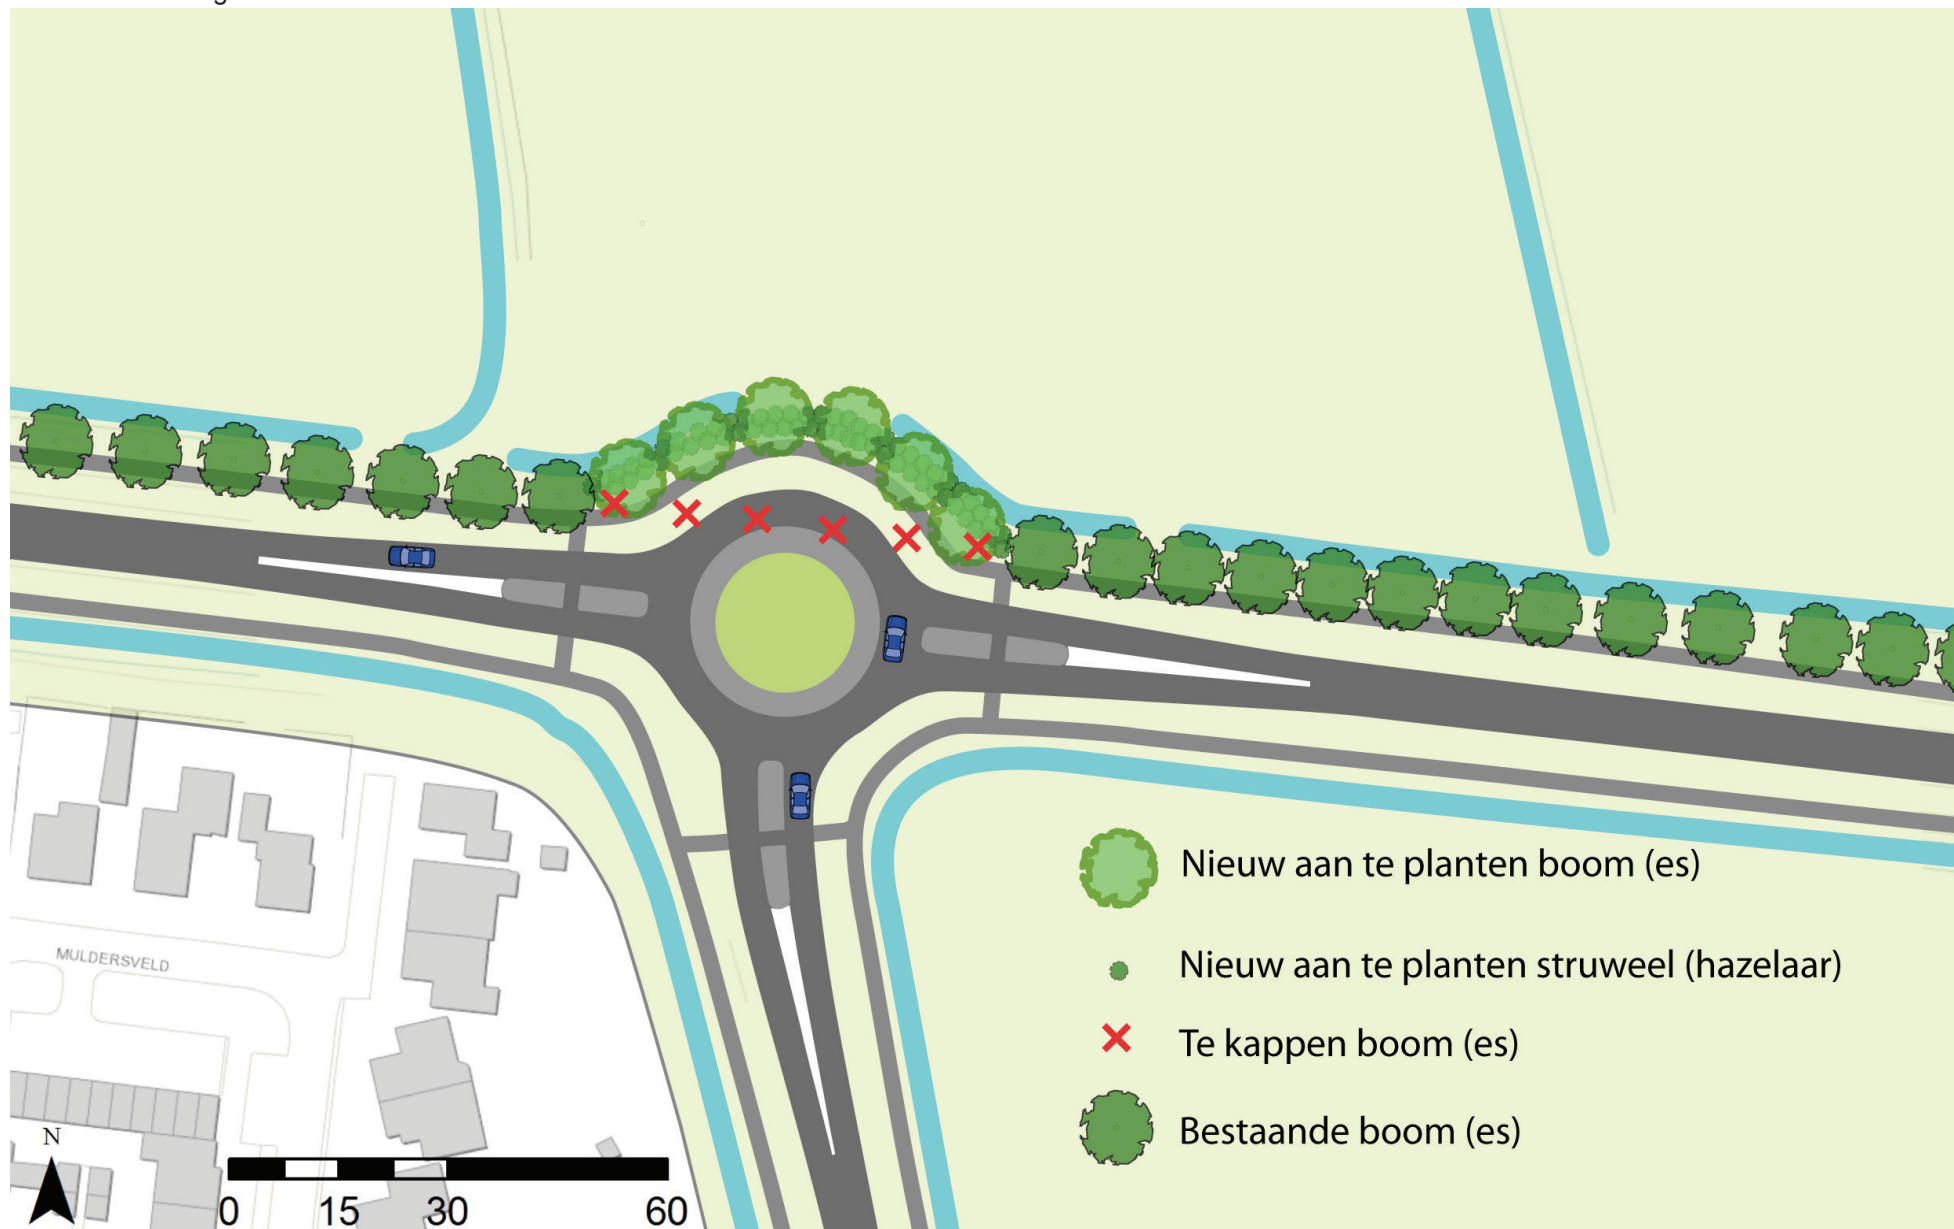 Nieuw aan te planten boom (es)
Nieuw aan te planten struweel (hazelaar)
Te kappen boom (es)
Bestaande boom (es)
MULDERSVELD
N
0 15 30 60